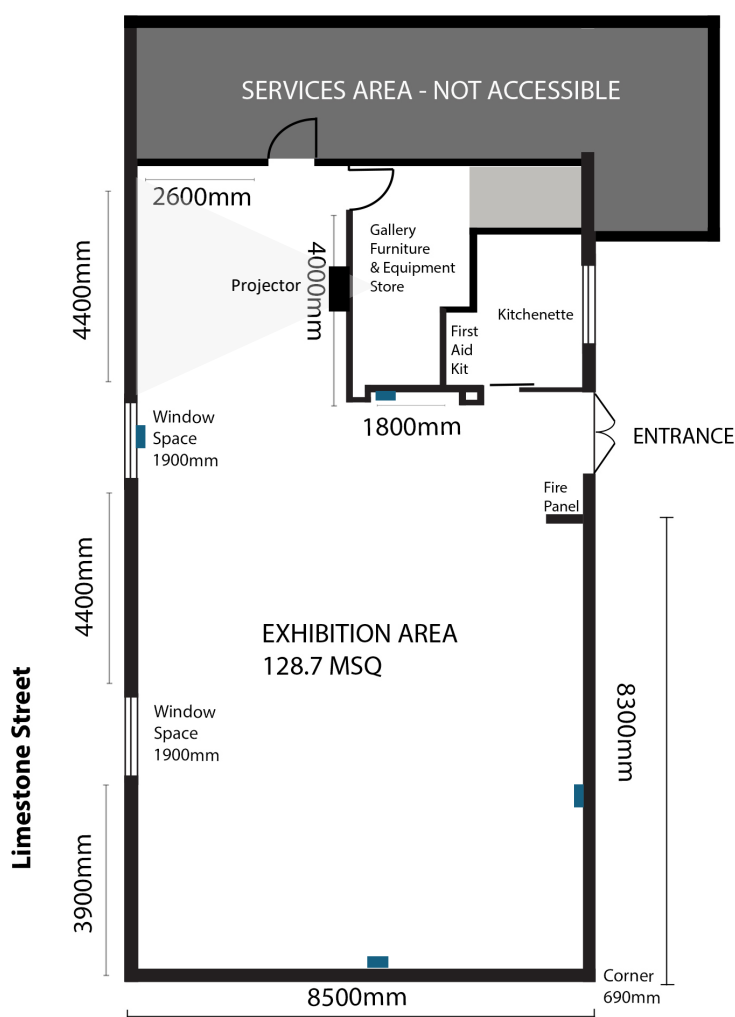 SERVICES AREA - NOT ACCESSIBLE
2600mm
4400mm
4000mm
Projector
Gallery
Furniture
& Equipment
Store
Kitchenette
First
Aid
Kit
Window
Space
1900mm
1800mm
ENTRANCE
Fire
Panel
4400mm
EXHIBITION AREA
128.7 MSQ
8300mm
Limestone Street
Window
Space
1900mm
3900mm
8500mm
Corner
690mm